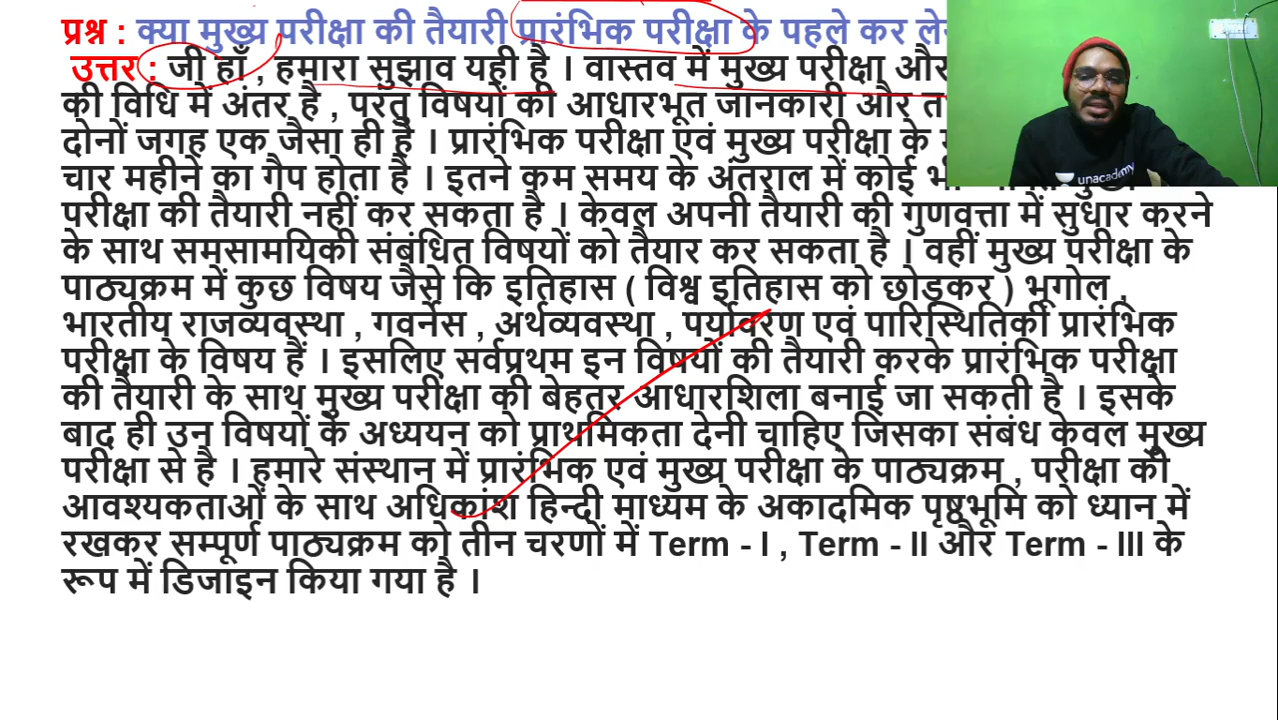 प्रश्न : क्या मुख्य परीक्षा की तैयारी प्रारंभिक परीक्षा के पहले कर
उत्तर : जी हाँ , हमारा सुझाव यही है । वास्तव में मुख्य परीक्षा और
की विधि में अंतर है , परंतु विषयों की आधारभूत जानकारी और
दोनों जगह एक जैसा ही है । प्रारंभिक परीक्षा एवं मुख्य परीक्षा के
चार महीने का गैप होता है । इतने कम समय के अंतराल में कोई
परीक्षा की तैयारी नहीं कर सकता है । केवल अपनी तैयारी की गुणवत्ता में सुधार करने
के साथ समसामयिकी संबंधित विषयों को तैयार कर सकता है । वहीं मुख्य परीक्षा के
पाठ्यक्रम में कुछ विषय जैसे कि इतिहास ( विश्व इतिहास को छोड़कर ) भूगोल ,
भारतीय राजव्यवस्था , गवर्नेंस , अर्थव्यवस्था , पर्यावरण एवं पारिस्थितिकी प्रारंभिक
परीक्षा के विषय हैं । इसलिए सर्वप्रथम इन विषयों की तैयारी करके प्रारंभिक परीक्षा
की तैयारी के साथ मुख्य परीक्षा की बेहतर आधारशिला बनाई जा सकती है । इसके
बाद ही उन विषयों के अध्ययन को प्राथमिकता देनी चाहिए जिसका संबंध केवल मुख्य
परीक्षा से है । हमारे संस्थान में प्रारंभिक एवं मुख्य परीक्षा के पाठ्यक्रम , परीक्षा की
आवश्यकताओं के साथ अधिकांश हिन्दी माध्यम के अकादमिक पृष्ठभूमि को ध्यान में
रखकर सम्पूर्ण पाठ्यक्रम को तीन चरणों में Term - I , Term - II और Term - III के
रूप में डिजाइन किया गया है ।
unacademy